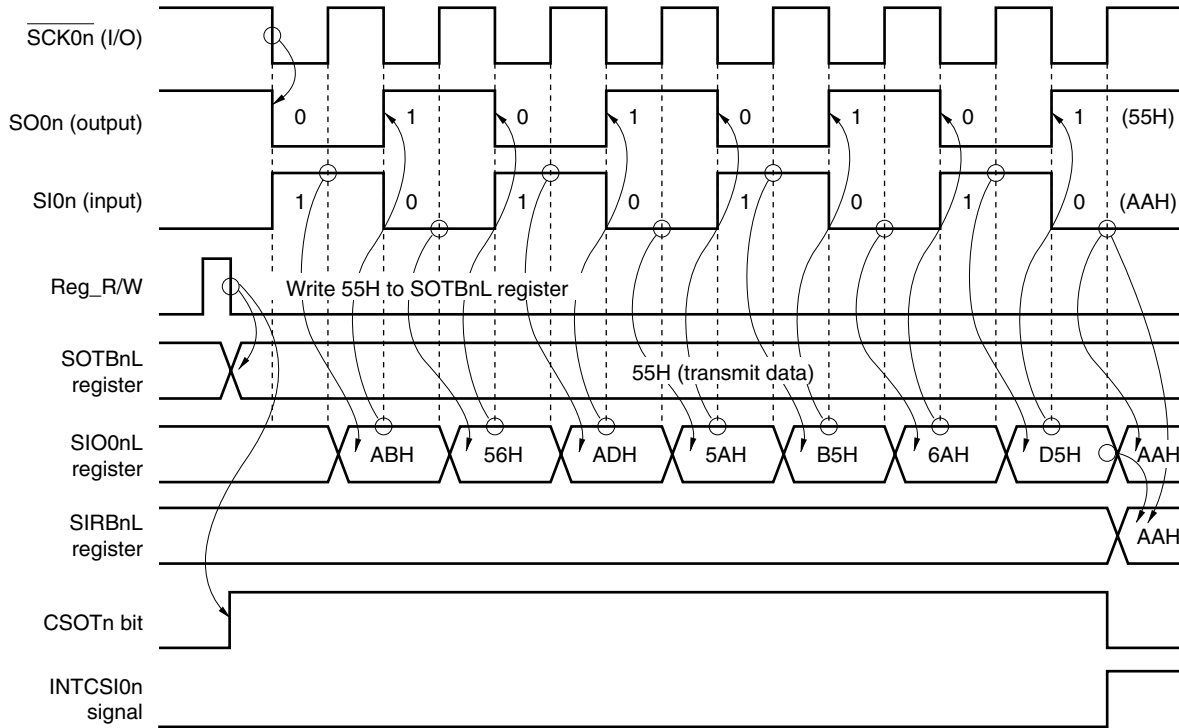 SCK0n (I/O)
SO0n (output) 0 1 0 1 0 1 0 1 (55H)
SI0n (input) 1 0 1 0 1 0 1 0 (AAH)
Reg_R/W Write 55H to SOTBnL register
SOTBnL
register 55H (transmit data)
SIO0nL
register ABH 56H ADH 5AH B5H 6AH D5H AAH
SIRBnL
register AAH
CSOTn bit
INTCSI0n
signal